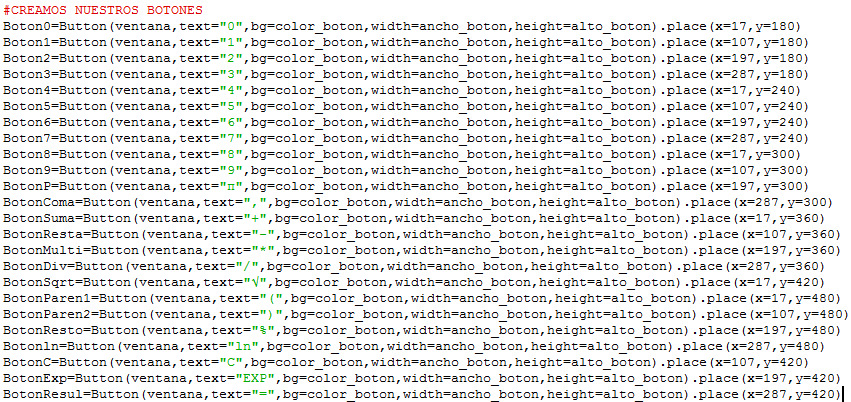 #CREAMOS NUESTROS BOTONES
Boton0=Button(ventana,text="0",bg=color_boton,width=ancho_boton,height=alto_boton).place(x=17,y=180)
Boton1=Button(ventana,text="1",bg=color_boton,width=ancho_boton,height=alto_boton).place(x=107,y=180)
Boton2=Button(ventana,text="2",bg=color_boton,width=ancho_boton,height=alto_boton).place(x=197,y=180)
Boton3=Button(ventana,text="3",bg=color_boton,width=ancho_boton,height=alto_boton).place(x=287,y=180)
Boton4=Button(ventana,text="4",bg=color_boton,width=ancho_boton,height=alto_boton).place(x=17,y=240)
Boton5=Button(ventana,text="5",bg=color_boton,width=ancho_boton,height=alto_boton).place(x=107,y=240)
Boton6=Button(ventana,text="6",bg=color_boton,width=ancho_boton,height=alto_boton).place(x=197,y=240)
Boton7=Button(ventana,text="7",bg=color_boton,width=ancho_boton,height=alto_boton).place(x=287,y=240)
Boton8=Button(ventana,text="8",bg=color_boton,width=ancho_boton,height=alto_boton).place(x=17,y=300)
Boton9=Button(ventana,text="9",bg=color_boton,width=ancho_boton,height=alto_boton).place(x=107,y=300)
BotonP=Button(ventana,text="π",bg=color_boton,width=ancho_boton,height=alto_boton).place(x=197,y=300)
BotonComa=Button(ventana,text=",",bg=color_boton,width=ancho_boton,height=alto_boton).place(x=287,y=300)
BotonSuma=Button(ventana,text="+",bg=color_boton,width=ancho_boton,height=alto_boton).place(x=17,y=360)
BotonResta=Button(ventana,text="-",bg=color_boton,width=ancho_boton,height=alto_boton).place(x=107,y=360)
BotonMulti=Button(ventana,text="*",bg=color_boton,width=ancho_boton,height=alto_boton).place(x=197,y=360)
BotonDiv=Button(ventana,text="/",bg=color_boton,width=ancho_boton,height=alto_boton).place(x=287,y=360)
BotonSqrt=Button(ventana,text="√",bg=color_boton,width=ancho_boton,height=alto_boton).place(x=17,y=420)
BotonParen1=Button(ventana,text="(",bg=color_boton,width=ancho_boton,height=alto_boton).place(x=17,y=480)
BotonParen2=Button(ventana,text=")",bg=color_boton,width=ancho_boton,height=alto_boton).place(x=107,y=480)
BotonResto=Button(ventana,text="%",bg=color_boton,width=ancho_boton,height=alto_boton).place(x=197,y=480)
Botonln=Button(ventana,text="ln",bg=color_boton,width=ancho_boton,height=alto_boton).place(x=287,y=480)
BotonC=Button(ventana,text="C",bg=color_boton,width=ancho_boton,height=alto_boton).place(x=107,y=420)
BotonExp=Button(ventana,text="EXP",bg=color_boton,width=ancho_boton,height=alto_boton).place(x=197,y=420)
BotonResul=Button(ventana,text="=",bg=color_boton,width=ancho_boton,height=alto_boton).place(x=287,y=420)